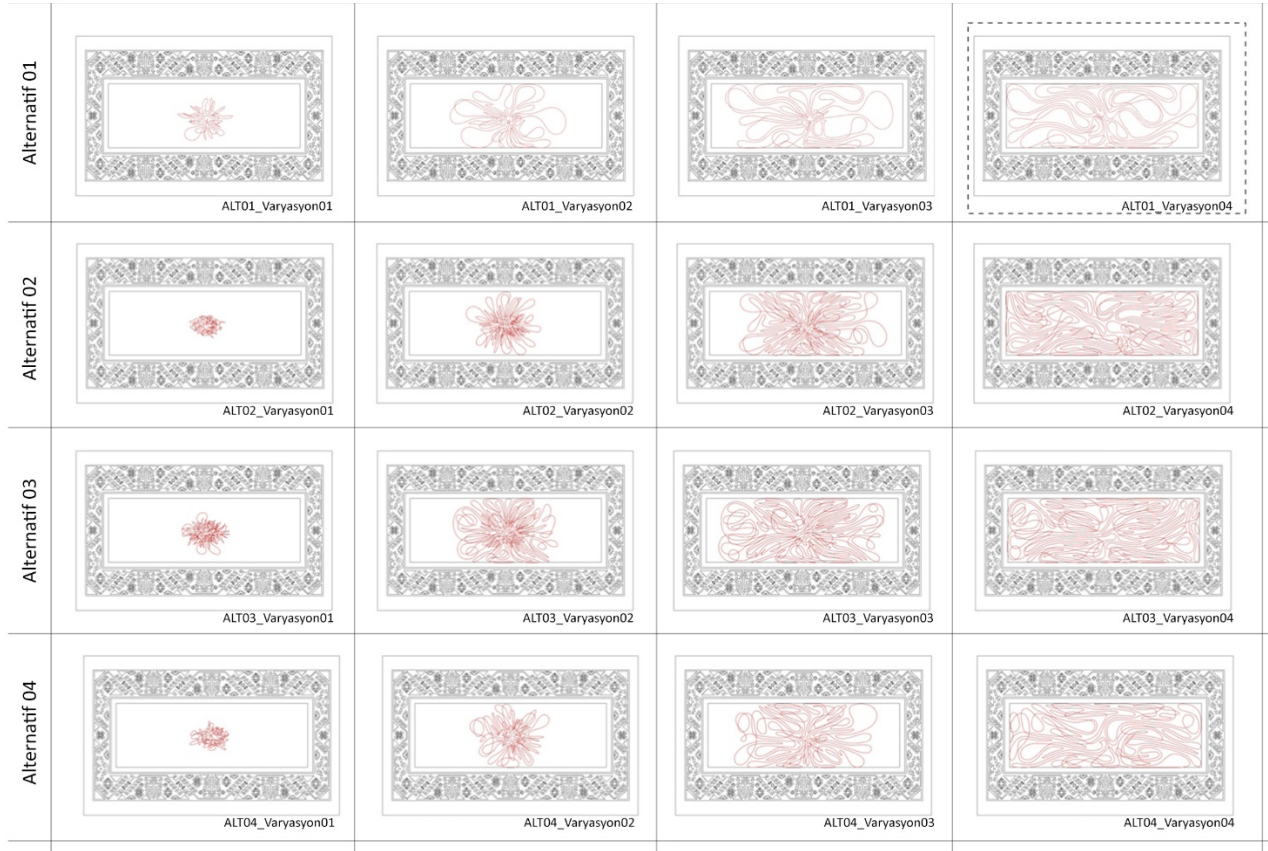 Alternatif 01
ALT01_Varyasyon01
ALT01_Varyasyon02
ALT01_Varyasyon03
ALT01_Varyasyon04
Alternatif 02
ALT02_Varyasyon01
ALT02_Varyasyon02
ALT02_Varyasyon03
ALT02_Varyasyon04
Alternatif 03
ALT03_Varyasyon01
ALT03_Varyasyon02
ALT03_Varyasyon03
ALT03_Varyasyon04
Alternatif 04
ALT04_Varyasyon01
ALT04_Varyasyon02
ALT04_Varyasyon03
ALT04_Varyasyon04